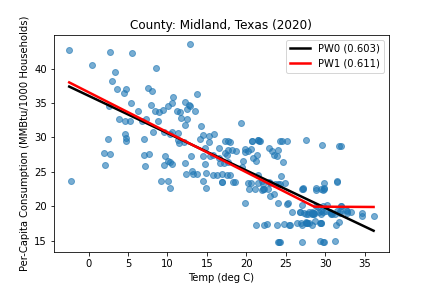 County: Midland, Texas (2020)
PW0 (0.603)
PW1 (0.611)
Per-Capita Consumption (MMBtu/1000 Households)
40
35
30
25
20
15
0
5
10
15
20
25
30
35
Temp (deg C)